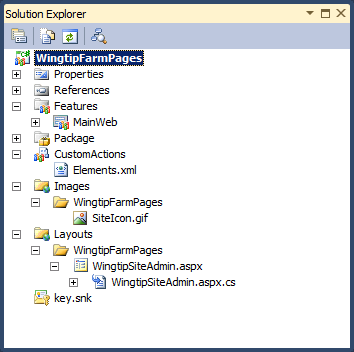 Solution Explorer
WingtipFarmPages
Properties
References
Features
MainWeb
Package
CustomActions
Elements.xml
Images
WingtipFarmPages
SiteIcon.gif
Layouts
WingtipFarmPages
WingtipSiteAdmin.aspx
WingtipSiteAdmin.aspx.cs
key.snk